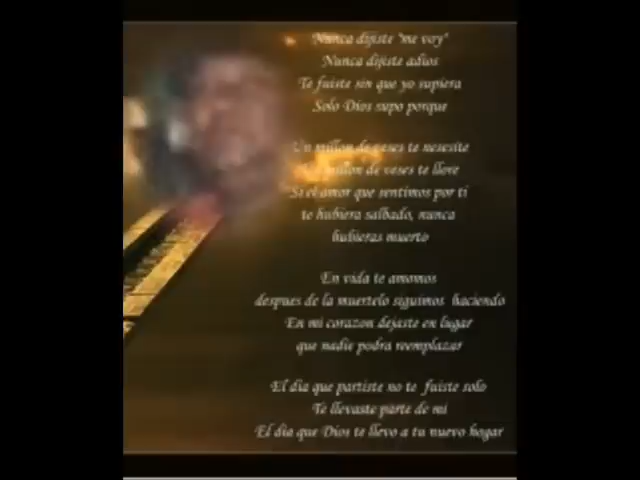 Nunca dijiste "me voy"
Nunca dijiste adios
Te fuiste sin que yo supiera
Solo Dios supo porque
Un millon de veses te nesesite
Un millon de veses te llore
Si el amor que sentimos por ti
te hubiera salbado, nunca
hubieras muerto
En vida te amomos
despues de la muertelo siguimos haciendo
En mi corazon dejaste en lugar
que nadie podra reemplazar
El dia que partiste no te fuiste solo
Te llevaste parte de mi
El dia que Dios te llevo a tu nuevo hogar